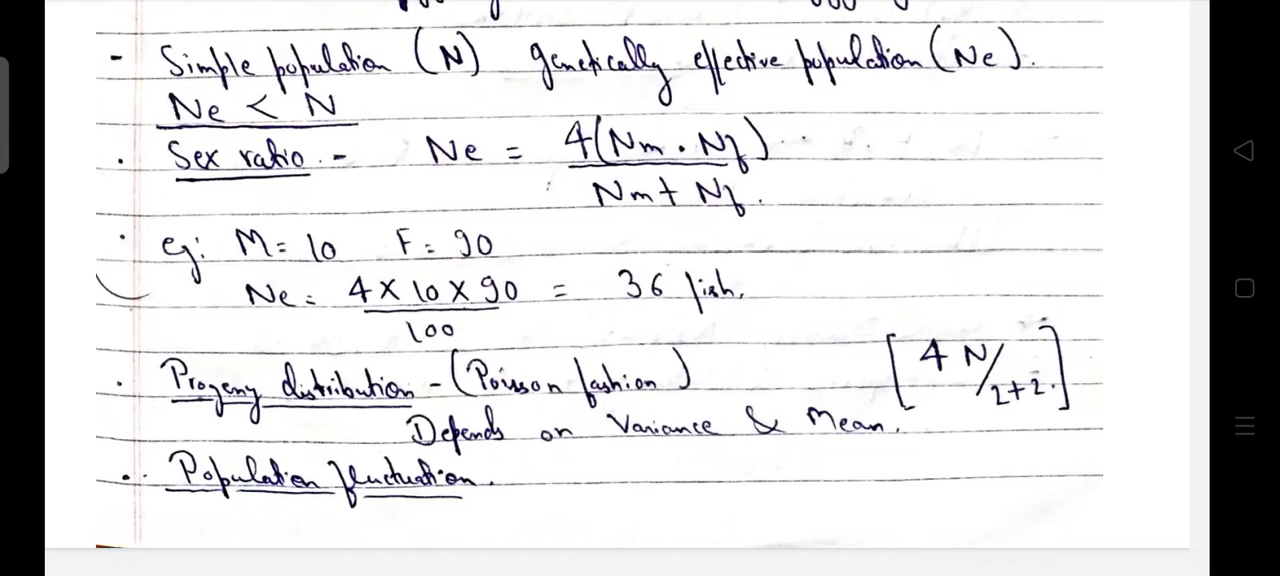 - Simple population (N) genetically effective population (Ne).
Ne < N
. Sex ratio. - Ne = 4(Nm . Nf)
Nm + Nf.
. eg: M = 10 F = 90
Ne = 4 X 10 X 90 = 36 fish.
100
. Progeny distribution - (Poisson fashion) [4 N/2+2.]
Depends on Variance & Mean.
. Population fluctuation.